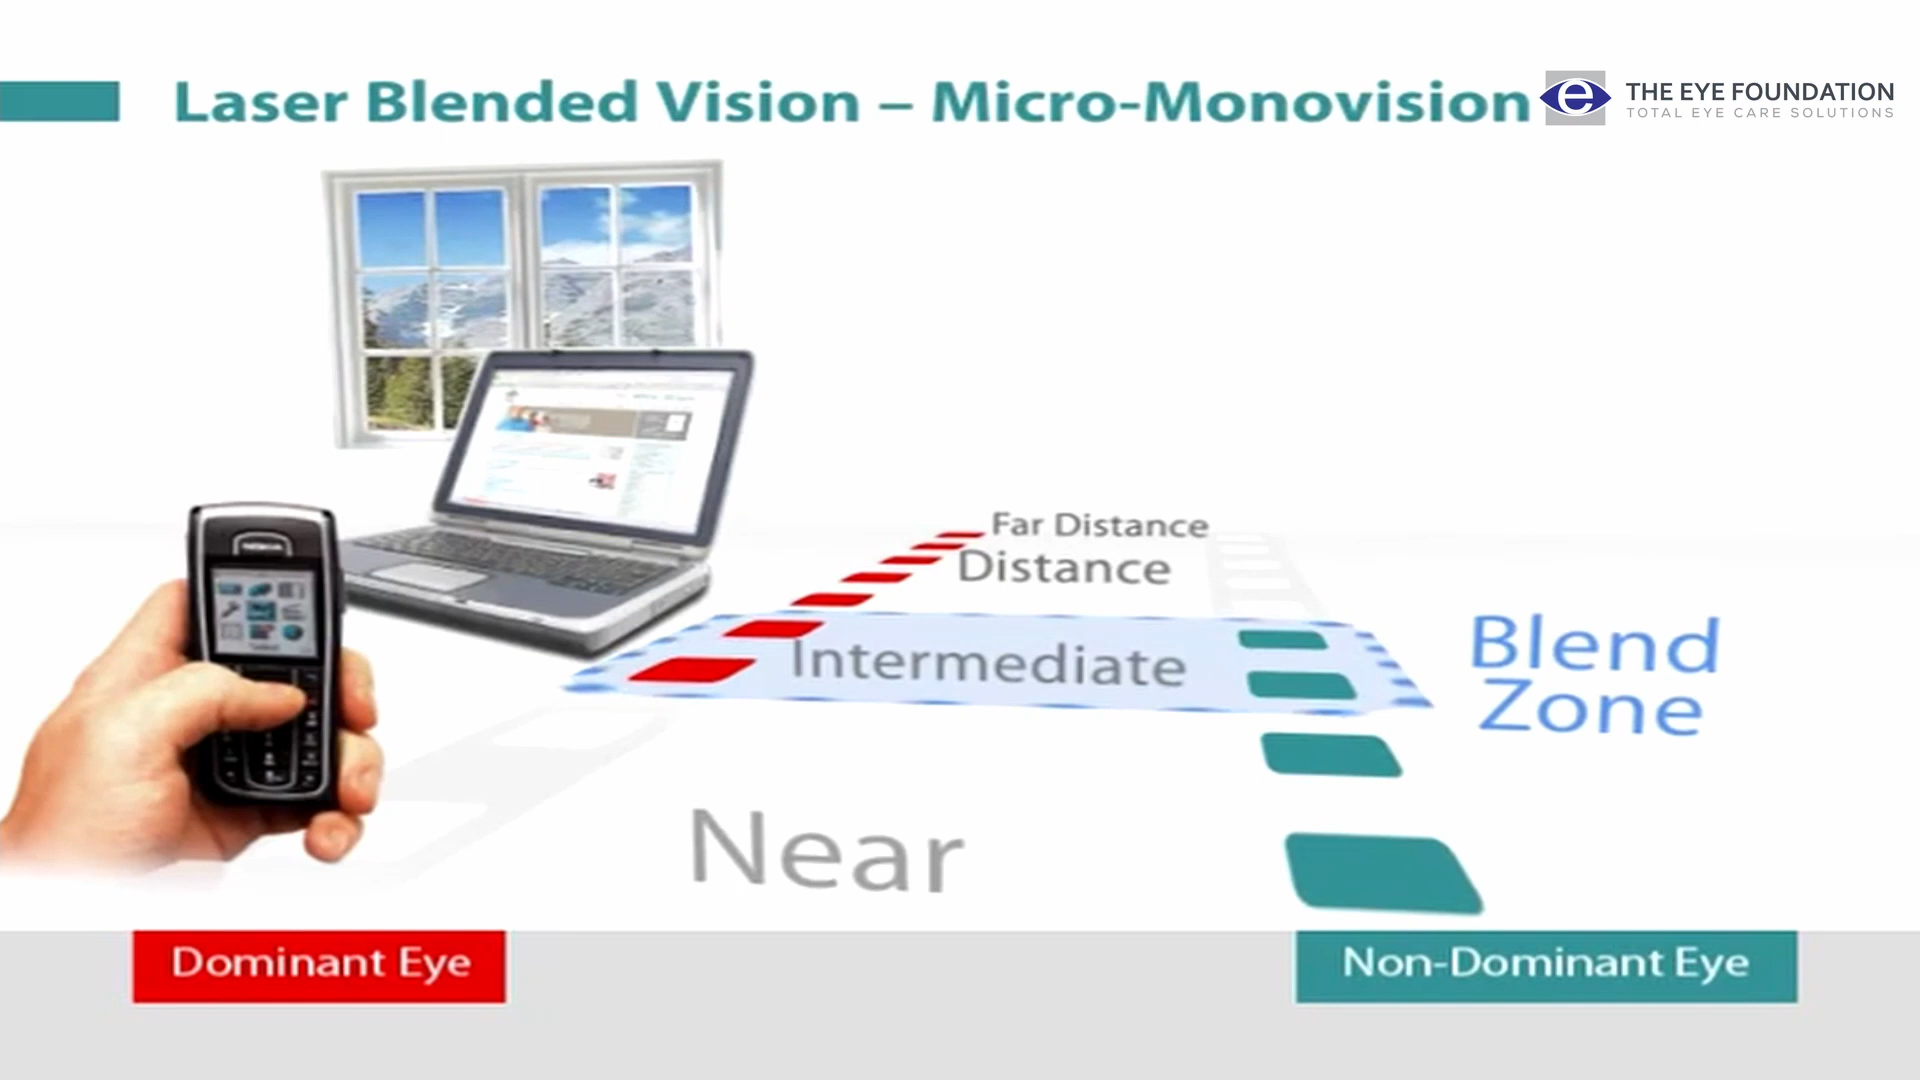 Laser Blended Vision – Micro-Monovision
THE EYE FOUNDATION
TOTAL EYE CARE SOLUTIONS
NOKIA
Far Distance
Distance
Intermediate
Blend
Zone
Near
Dominant Eye
Non-Dominant Eye